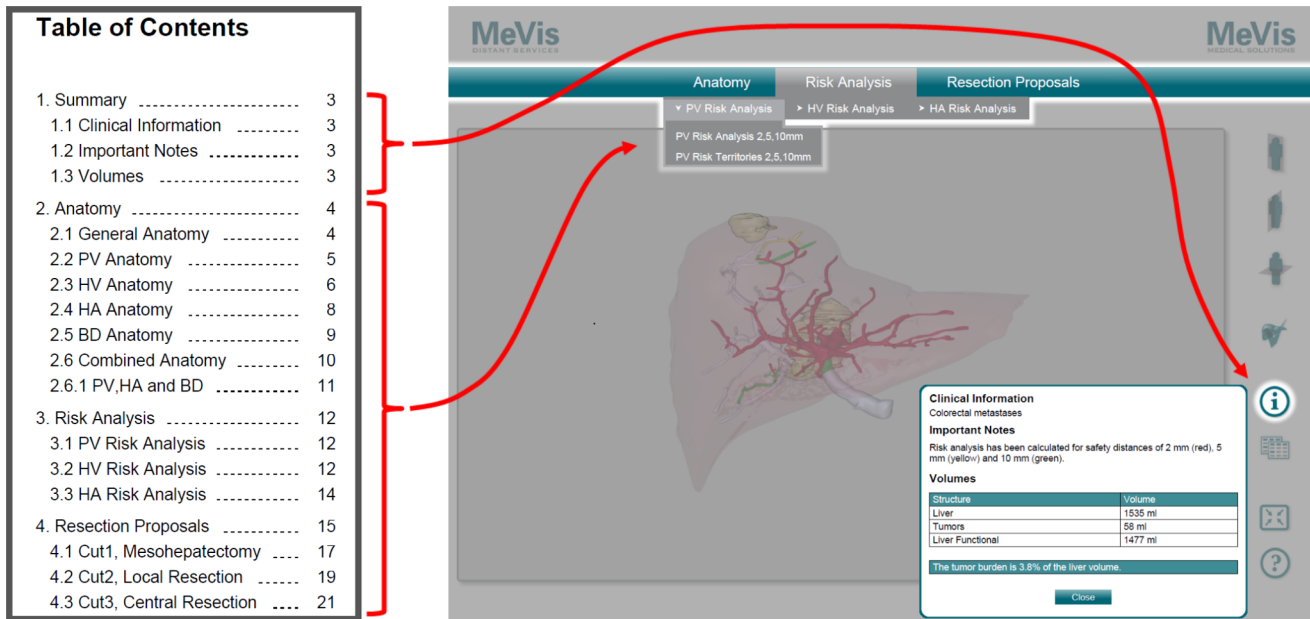 Table of Contents
1. Summary 3
1.1 Clinical Information 3
1.2 Important Notes 3
1.3 Volumes 3
2. Anatomy 4
2.1 General Anatomy 4
2.2 PV Anatomy 5
2.3 HV Anatomy 6
2.4 HA Anatomy 8
2.5 BD Anatomy 9
2.6 Combined Anatomy 10
2.6.1 PV,HA and BD 11
3. Risk Analysis 12
3.1 PV Risk Analysis 12
3.2 HV Risk Analysis 12
3.3 HA Risk Analysis 14
4. Resection Proposals 15
4.1 Cut1, Mesohepatectomy 17
4.2 Cut2, Local Resection 19
4.3 Cut3, Central Resection 21
MeVis
DISTANT SERVICES
MeVis
MEDICAL SOLUTIONS
Anatomy Risk Analysis Resection Proposals
PV Risk Analysis HV Risk Analysis HA Risk Analysis
PV Risk Analysis 2,5,10mm
PV Risk Territories 2,5,10mm
Clinical Information
Colorectal metastases
Important Notes
Risk analysis has been calculated for safety distances of 2 mm (red), 5
mm (yellow) and 10 mm (green).
Volumes
Structure Volume
Liver 1535 ml
Tumors 58 ml
Liver Functional 1477 ml
The tumor burden is 3.8% of the liver volume.
Close